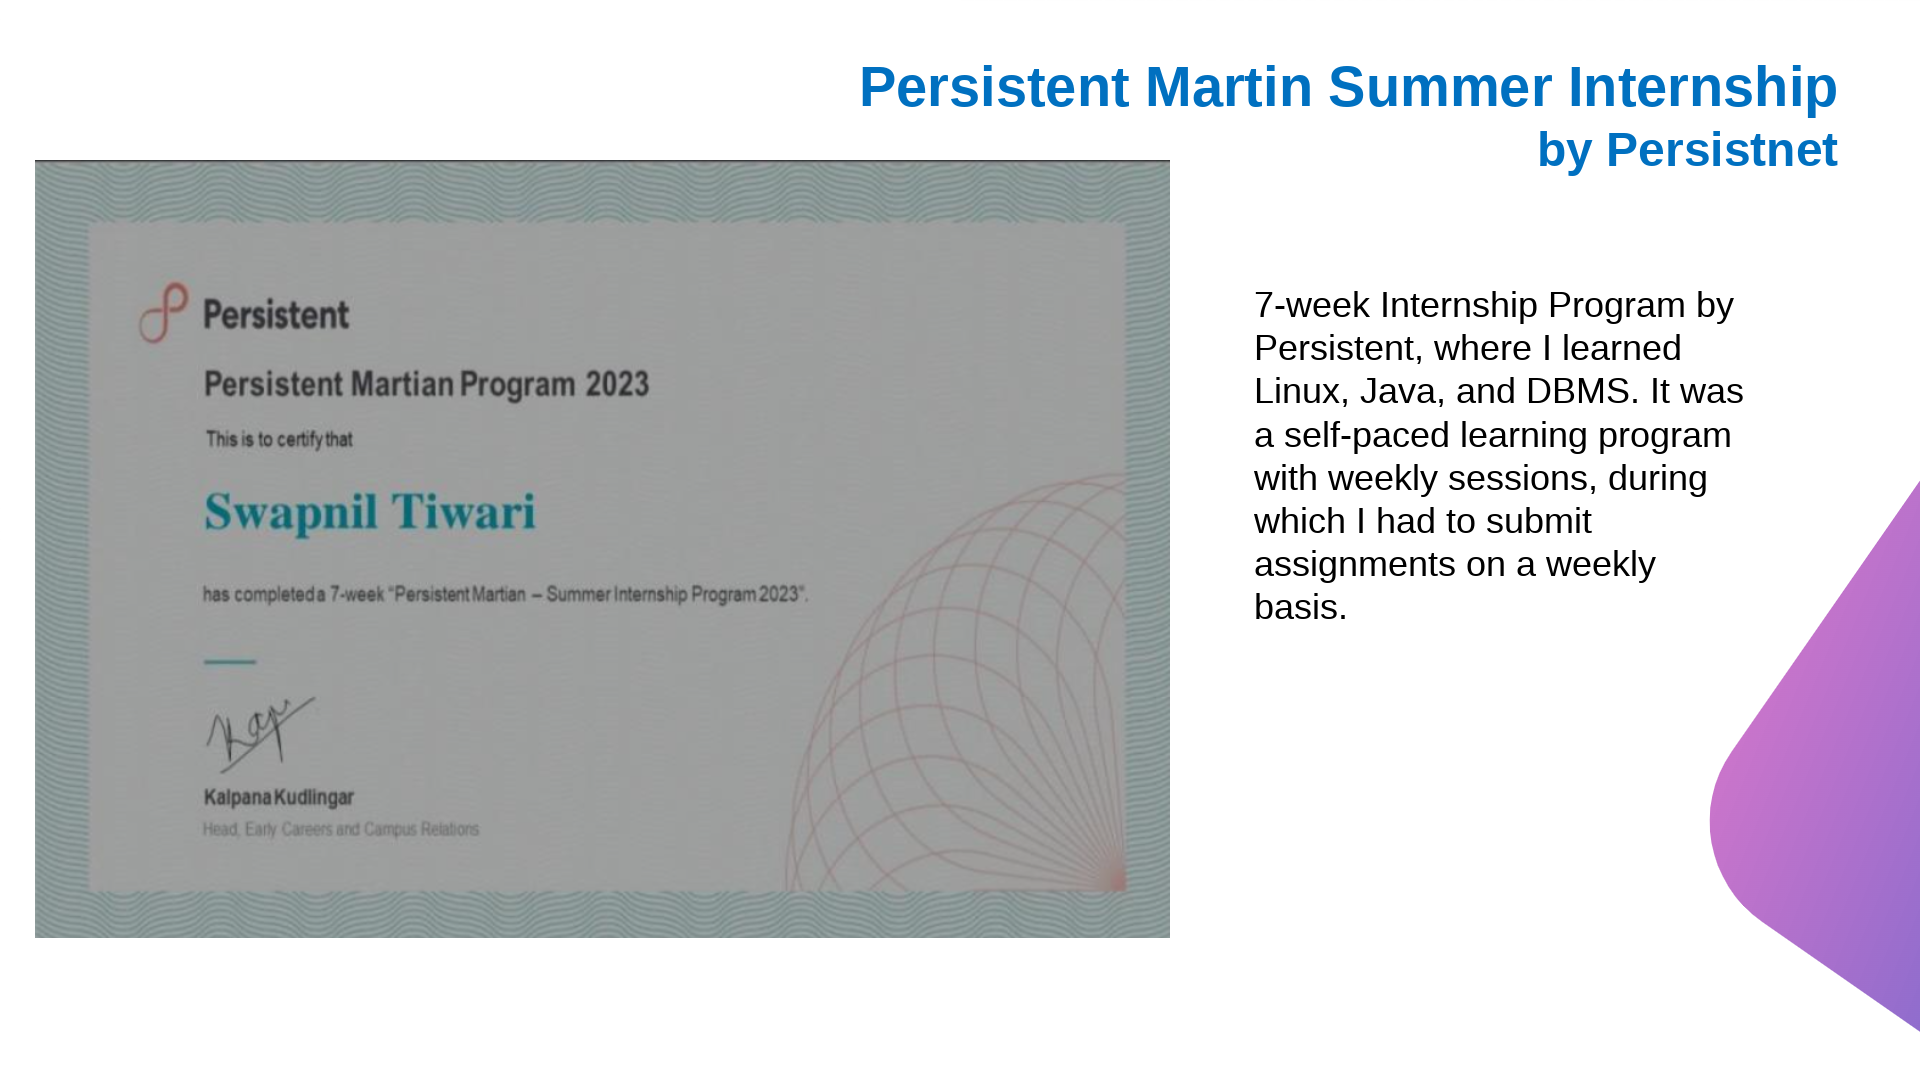 Persistent Martin Summer Internship
by Persistnet
Persistent
Persistent Martian Program 2023
This is to certify that
Swapnil Tiwari
has completed a 7-week “Persistent Martian – Summer Internship Program 2023”.
Kalpana Kudlingar
Head, Early Careers and Campus Relations
7-week Internship Program by
Persistent, where I learned
Linux, Java, and DBMS. It was
a self-paced learning program
with weekly sessions, during
which I had to submit
assignments on a weekly
basis.